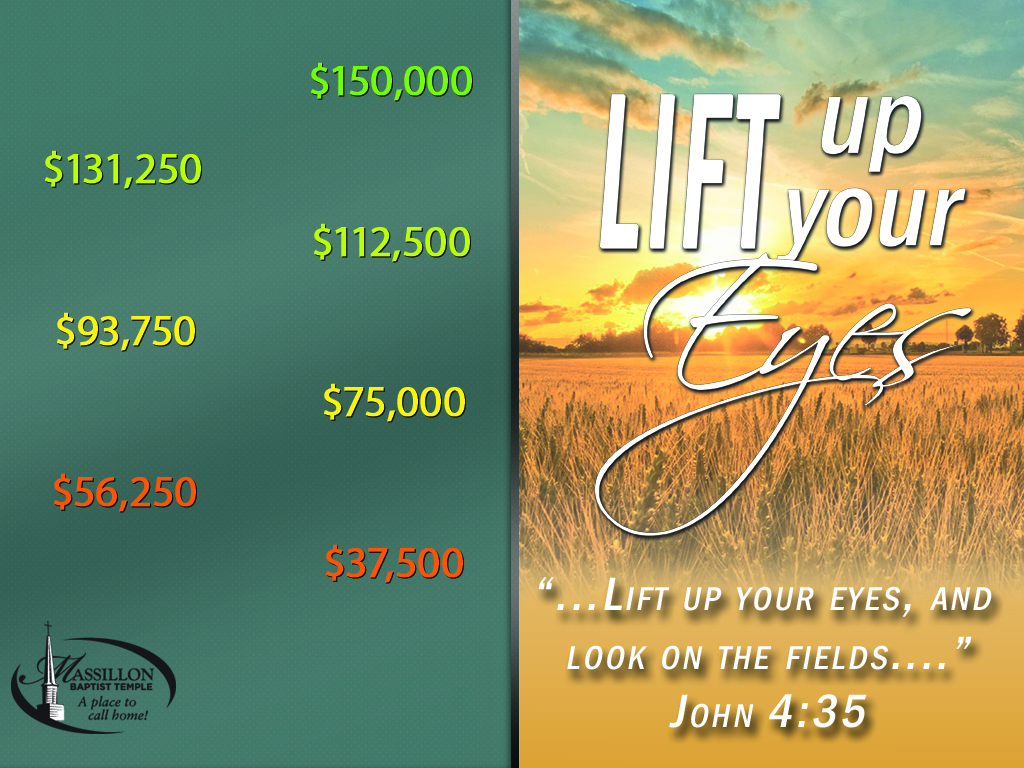 $150,000
$131,250
$112,500
$93,750
$75,000
$56,250
$37,500
MASSILLON
BAPTIST TEMPLE
A place to
call home!
LIFT up
your
Eyes
“...LIFT UP YOUR EYES, AND
LOOK ON THE FIELDS....”
JOHN 4:35